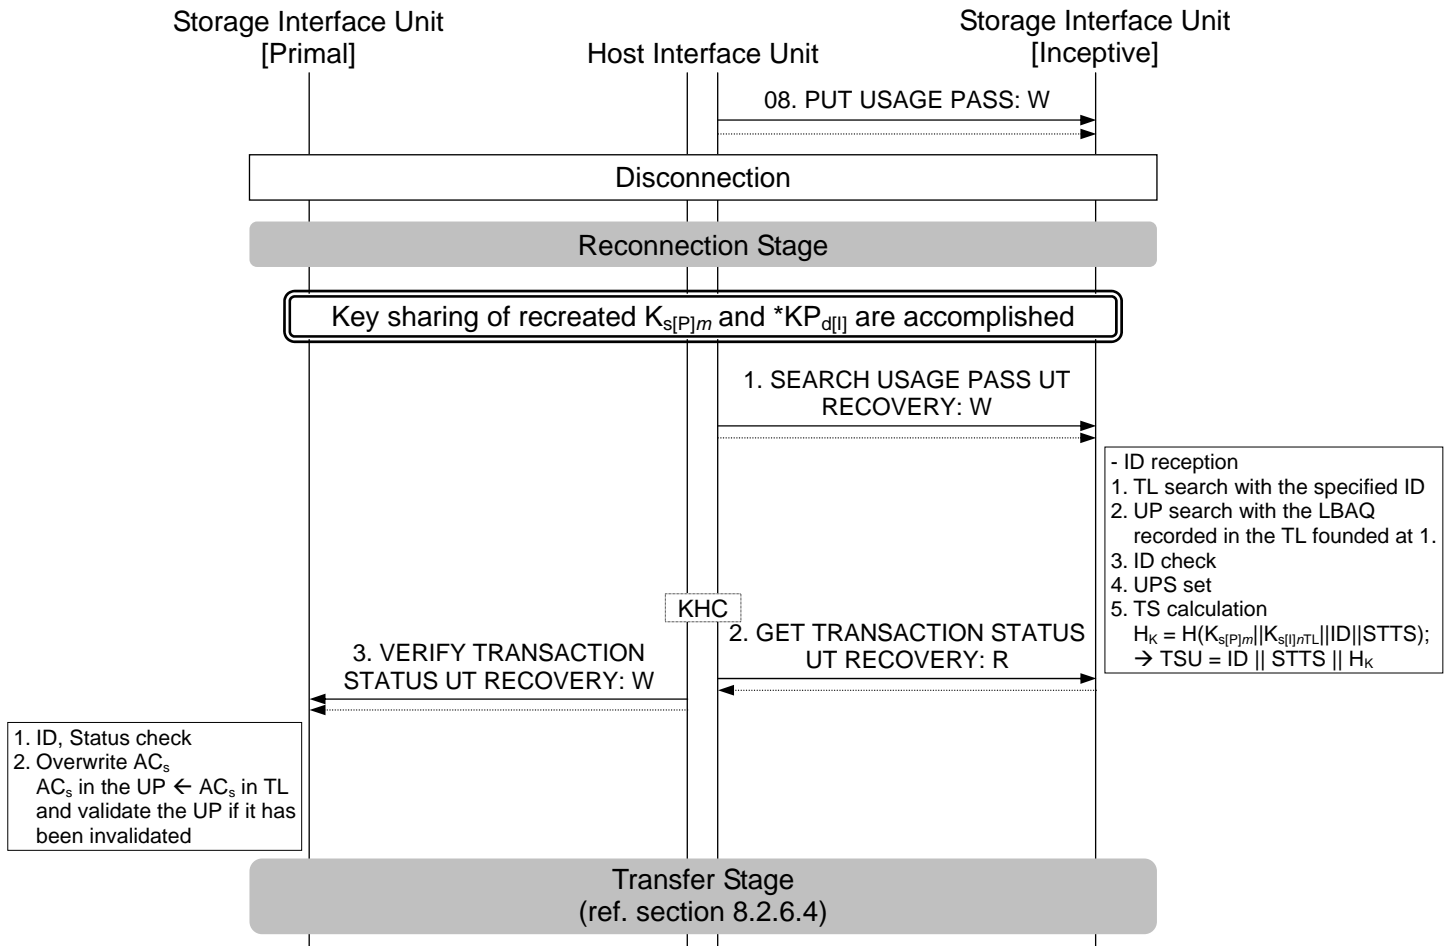 Storage Interface Unit
[Primal]
Host Interface Unit
Storage Interface Unit
[Inceptive]
08. PUT USAGE PASS: W
Disconnection
Reconnection Stage
Key sharing of recreated Ks[P]m and *KPd[I] are accomplished
1. SEARCH USAGE PASS UT
RECOVERY: W
- ID reception
1. TL search with the specified ID
2. UP search with the LBAQ
recorded in the TL founded at 1.
3. ID check
4. UPS set
5. TS calculation
HK = H(Ks[P]m||Ks[I]nTL||ID||STTS);
→ TSU = ID || STTS || HK
KHC
2. GET TRANSACTION STATUS
UT RECOVERY: R
3. VERIFY TRANSACTION
STATUS UT RECOVERY: W
1. ID, Status check
2. Overwrite ACs
ACs in the UP ← ACs in TL
and validate the UP if it has
been invalidated
Transfer Stage
(ref. section 8.2.6.4)